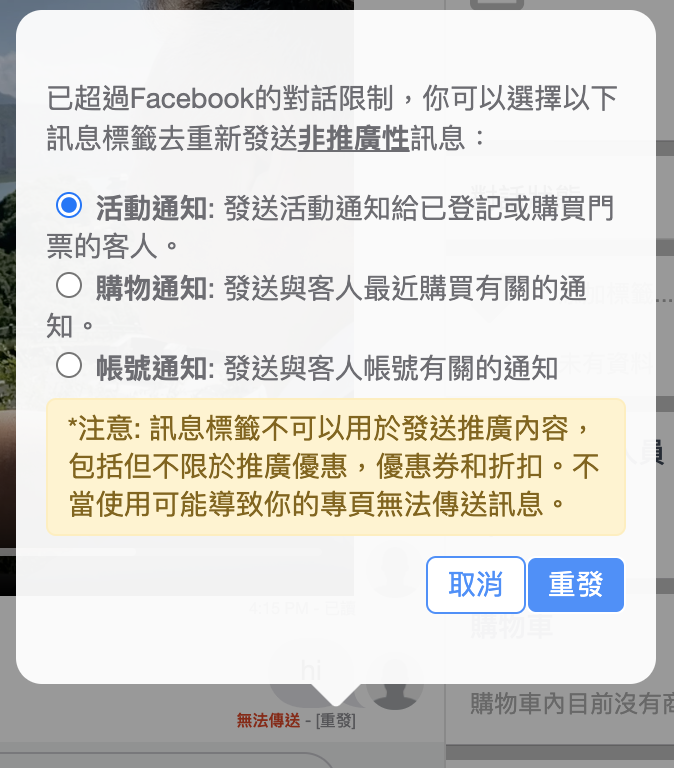 已超過Facebook的對話限制，你可以選擇以下
訊息標籤去重新發送非推廣性訊息：
活動通知: 發送活動通知給已登記或購買門
票的客人。
購物通知: 發送與客人最近購買有關的通
知。
帳號通知: 發送與客人帳號有關的通知
*注意: 訊息標籤不可以用於發送推廣內容，
包括但不限於推廣優惠，優惠券和折扣。不
當使用可能導致你的專頁無法傳送訊息。
取消 重發
4:15 PM - 已讀
購物車
hi
無法傳送 - [重發]
購物車內目前沒有商